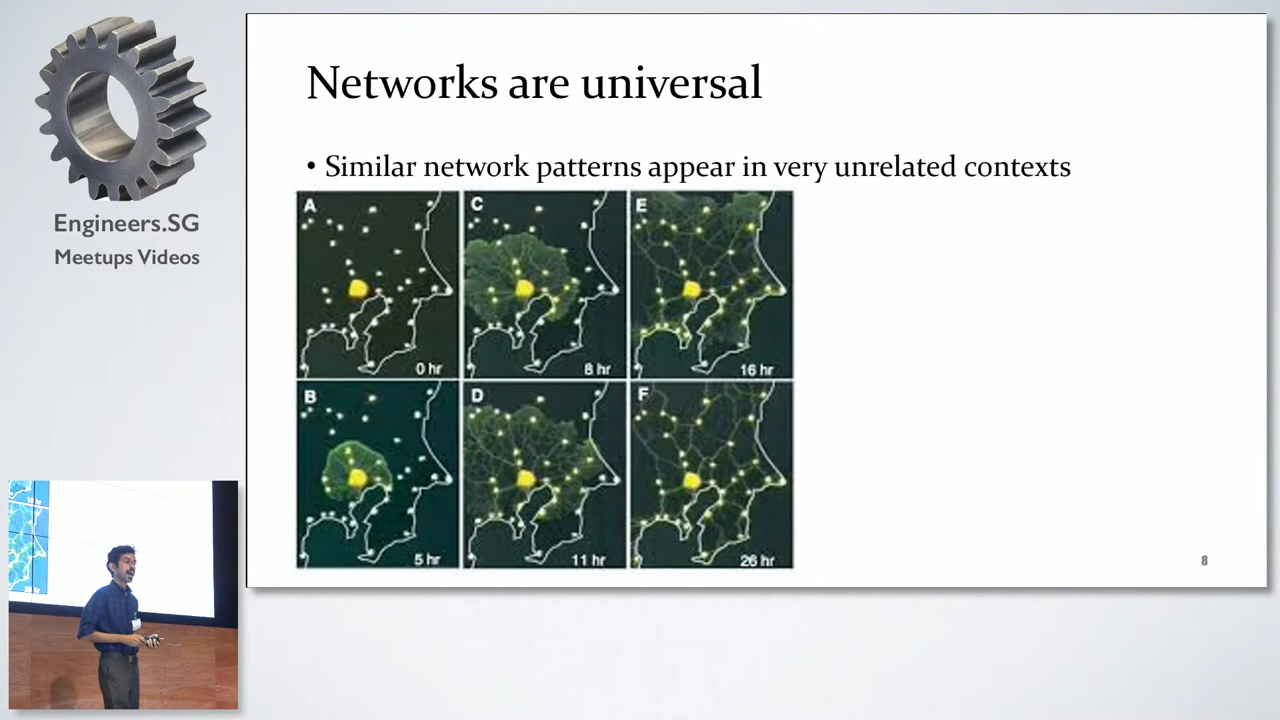 Engineers.SG
Meetups Videos
Networks are universal
• Similar network patterns appear in very unrelated contexts
A
0 hr
C
8 hr
E
16 hr
B
5 hr
D
11 hr
F
26 hr
8